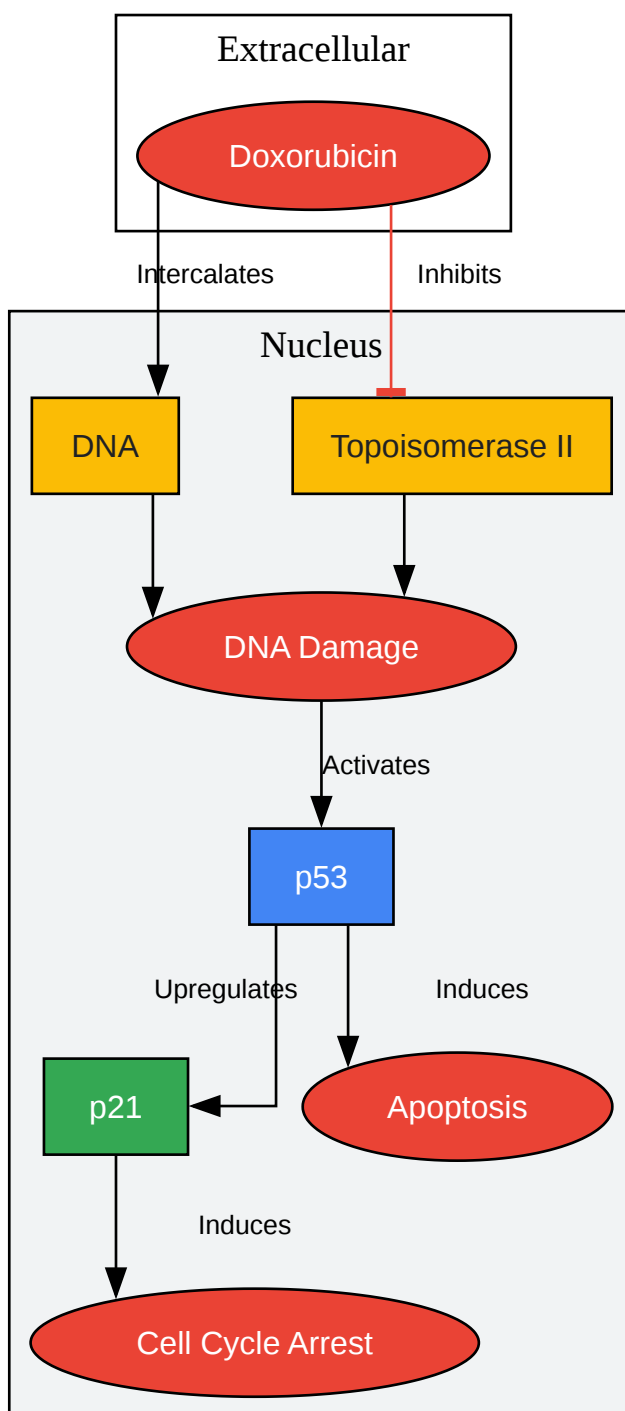 Extracellular
Doxorubicin
Intercalates
Inhibits
Nucleus
DNA
Topoisomerase II
DNA Damage
Activates
p53
Upregulates
Induces
p21
Apoptosis
Induces
Cell Cycle Arrest